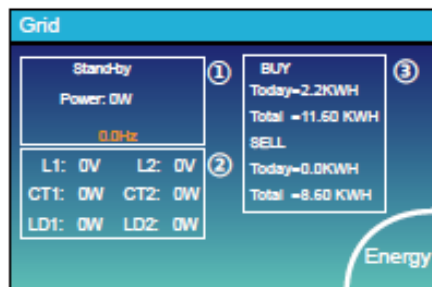 Grid
Stand-by
Power: 0W
0.0Hz
①
L1: 0V L2: 0V
CT1: 0W CT2: 0W
LD1: 0W LD2: 0W
②
BUY
Today=2.2KWH
Total =11.60 KWH
SELL
Today=0.0KWH
Total =8.60 KWH
③
Energy